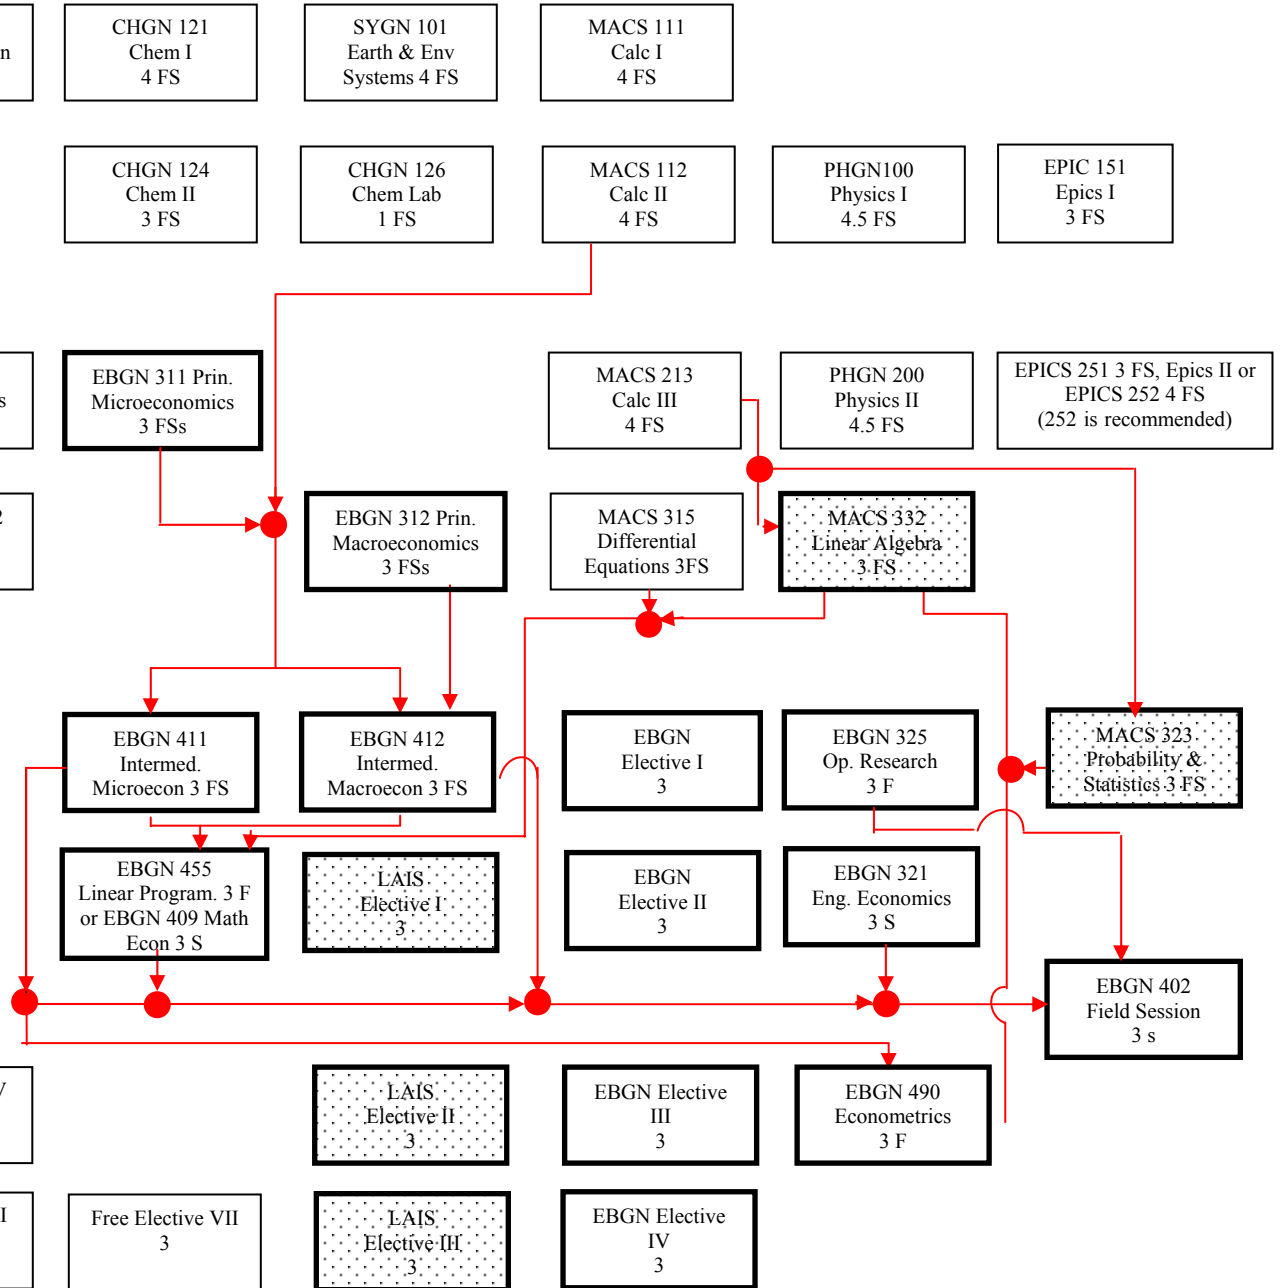 n
CHGN 121
Chem I
4 FS
SYGN 101
Earth & Env
Systems 4 FS
MACS 111
Calc I
4 FS
CHGN 124
Chem II
3 FS
CHGN 126
Chem Lab
1 FS
MACS 112
Calc II
4 FS
PHGN100
Physics I
4.5 FS
EPIC 151
Epics I
3 FS
s
EBGN 311 Prin.
Microeconomics
3 FSs
MACS 213
Calc III
4 FS
PHGN 200
Physics II
4.5 FS
EPICS 251 3 FS, Epics II or
EPICS 252 4 FS
(252 is recommended)
2
EBGN 312 Prin.
Macroeconomics
3 FSs
MACS 315
Differential
Equations 3FS
MACS 332
Linear Algebra
3 FS
EBGN 411
Intermed.
Microecon 3 FS
EBGN 412
Intermed.
Macroecon 3 FS
EBGN
Elective I
3
EBGN 325
Op. Research
3 F
MACS 323
Probability &
Statistics 3 FS
EBGN 455
Linear Program. 3 F
or EBGN 409 Math
Econ 3 S
LAIS
Elective I
3
EBGN
Elective II
3
EBGN 321
Eng. Economics
3 S
EBGN 402
Field Session
3 s
V
LAIS
Elective II
3
EBGN Elective
III
3
EBGN 490
Econometrics
3 F
I
Free Elective VII
3
LAIS
Elective III
3
EBGN Elective
IV
3